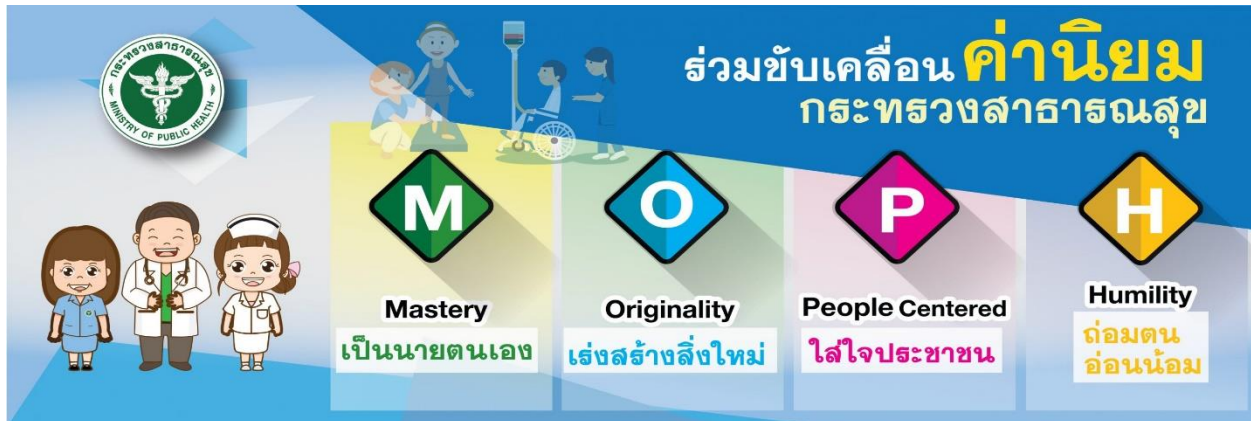 กระทรวงสาธารณสุข
MINISTRY OF PUBLIC HEALTH
ร่วมขับเคลื่อน ค่านิยม
กระทรวงสาธารณสุข
M
Mastery
เป็นนายตนเอง
O
Originality
เร่งสร้างสิ่งใหม่
P
People Centered
ใส่ใจประชาชน
H
Humility
ถ่อมตน
อ่อนน้อม